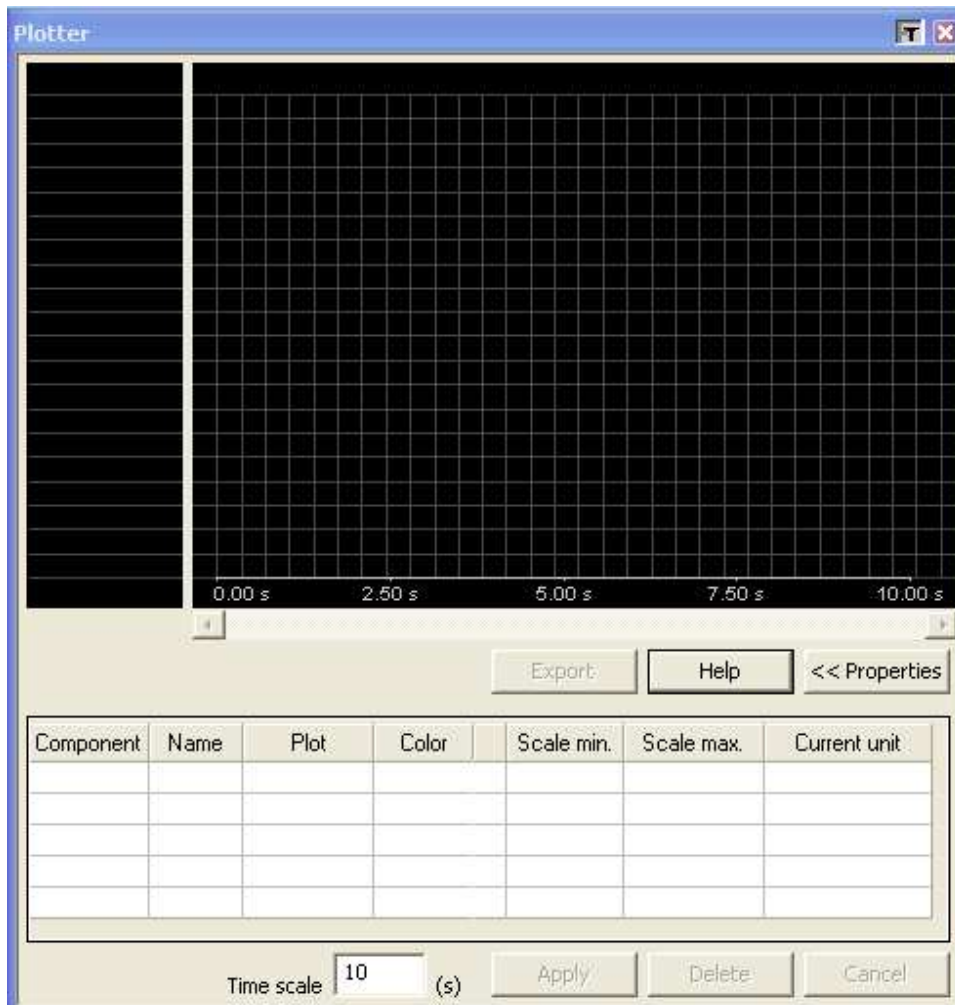 Plotter
0.00 s 2.50 s 5.00 s 7.50 s 10.00 s
Export Help << Properties
Component Name Plot Color Scale min. Scale max. Current unit
Time scale 10 (s) Apply Delete Cancel